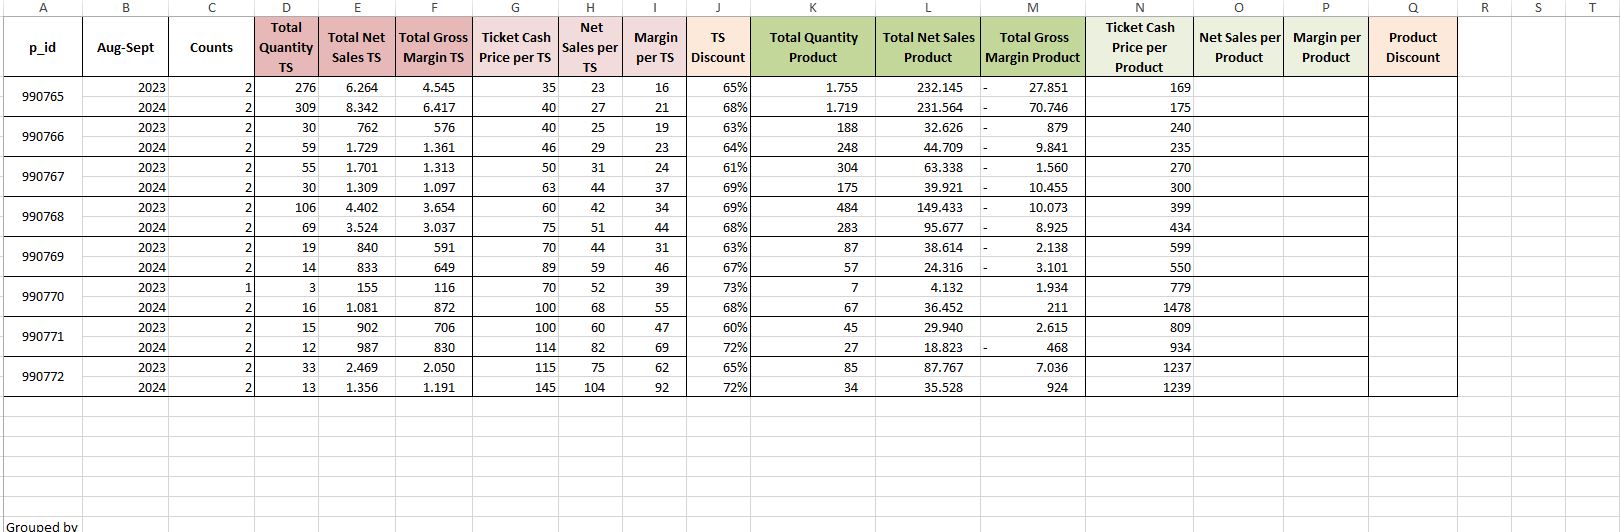 A B C D E F G H I J K L M N O P Q R S T
p_id Aug-Sept Counts Total Quantity TS Total Net Sales TS Total Gross Margin TS Ticket Cash Price per TS Net Sales per TS Margin per TS TS Discount Total Quantity Product Total Net Sales Product Total Gross Margin Product Ticket Cash Price per Product Net Sales per Product Margin per Product Product Discount
990765 2023 2 276 6.264 4.545 35 23 16 65% 1.755 232.145 - 27.851 169
2024 2 309 8.342 6.417 40 27 21 68% 1.719 231.564 - 70.746 175
990766 2023 2 30 762 576 40 25 19 63% 188 32.626 - 879 240
2024 2 59 1.729 1.361 46 29 23 64% 248 44.709 - 9.841 235
990767 2023 2 55 1.701 1.313 50 31 24 61% 304 63.338 - 1.560 270
2024 2 30 1.309 1.097 63 44 37 69% 175 39.921 - 10.455 300
990768 2023 2 106 4.402 3.654 60 42 34 69% 484 149.433 - 10.073 399
2024 2 69 3.524 3.037 75 51 44 68% 283 95.677 - 8.925 434
990769 2023 2 19 840 591 70 44 31 63% 87 38.614 - 2.138 599
2024 2 14 833 649 89 59 46 67% 57 24.316 - 3.101 550
990770 2023 1 3 155 116 70 52 39 73% 7 4.132 1.934 779
2024 2 16 1.081 872 100 68 55 68% 67 36.452 211 1478
990771 2023 2 15 902 706 100 60 47 60% 45 29.940 2.615 809
2024 2 12 987 830 114 82 69 72% 27 18.823 - 468 934
990772 2023 2 33 2.469 2.050 115 75 62 65% 85 87.767 7.036 1237
2024 2 13 1.356 1.191 145 104 92 72% 34 35.528 924 1239
Grouped by